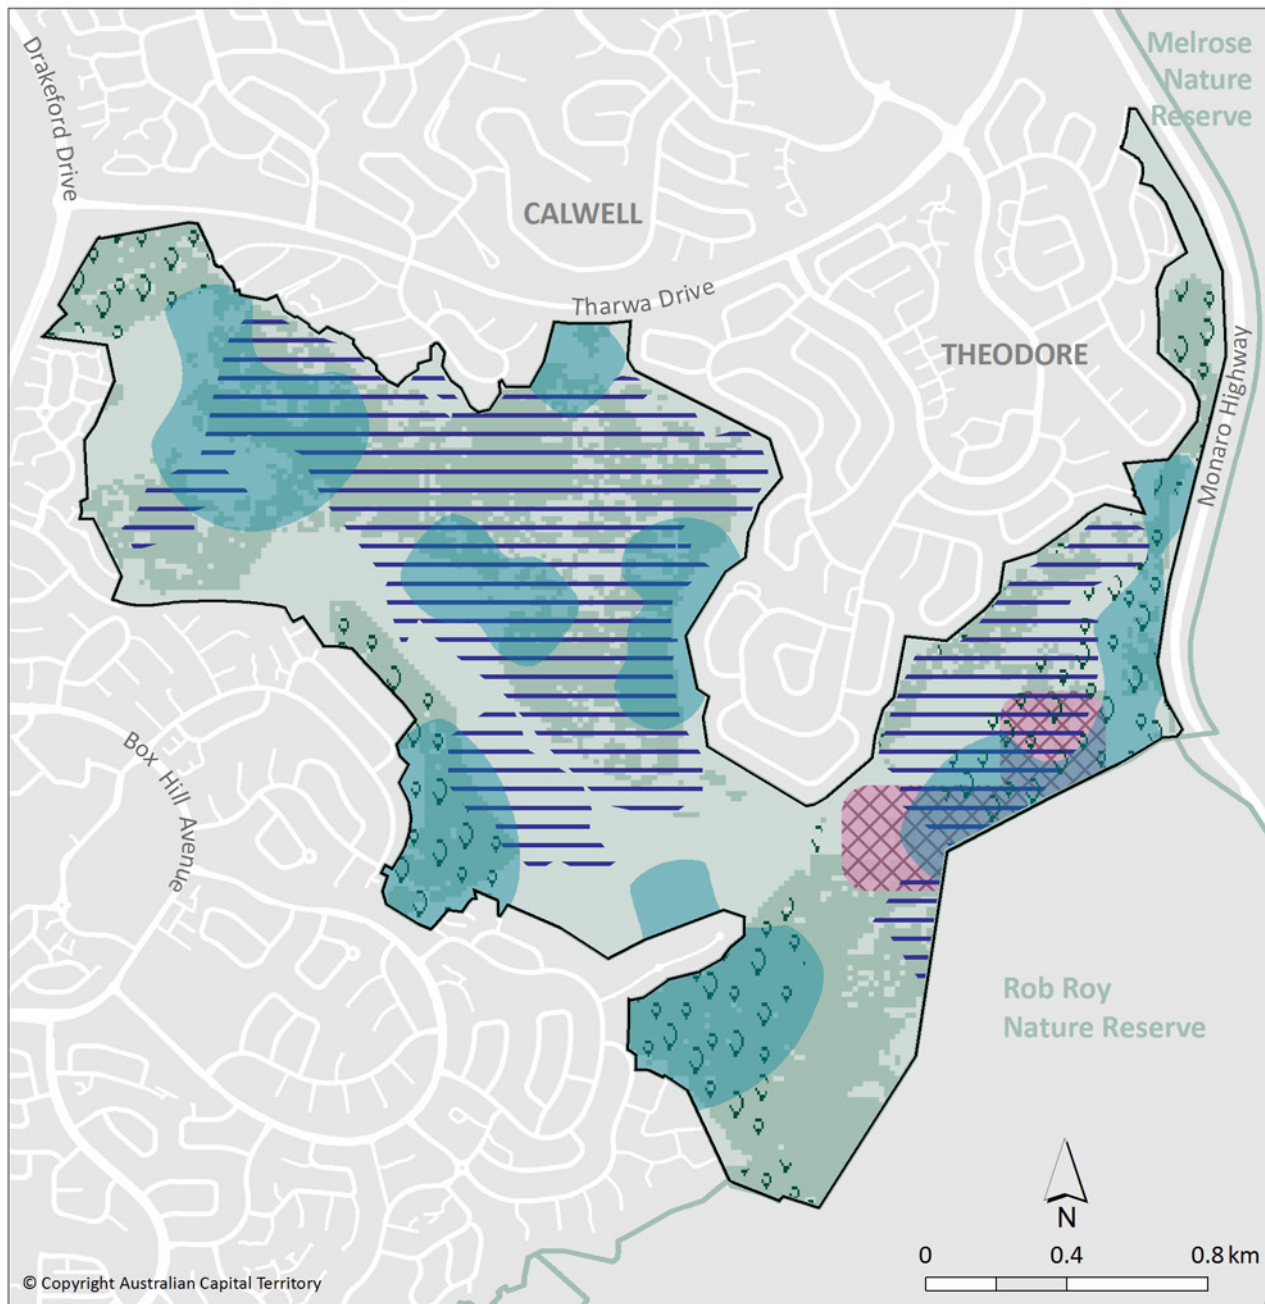 Melrose
Nature
Reserve
Drakeford Drive
CALWELL
Tharwa Drive
THEODORE
Monaro Highway
Box Hill Avenue
Rob Roy
Nature Reserve
N
0 0.4 0.8 km
© Copyright Australian Capital Territory